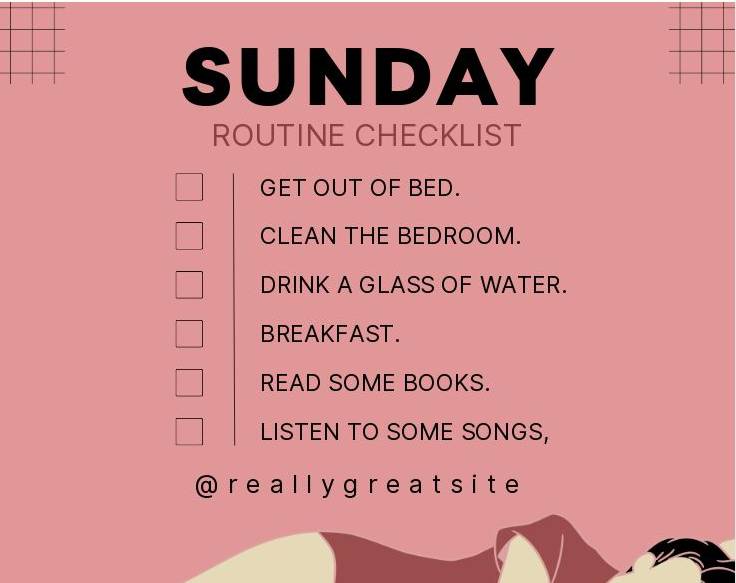 SUNDAY
ROUTINE CHECKLIST
GET OUT OF BED.
CLEAN THE BEDROOM.
DRINK A GLASS OF WATER.
BREAKFAST.
READ SOME BOOKS.
LISTEN TO SOME SONGS,
@reallygreatsite